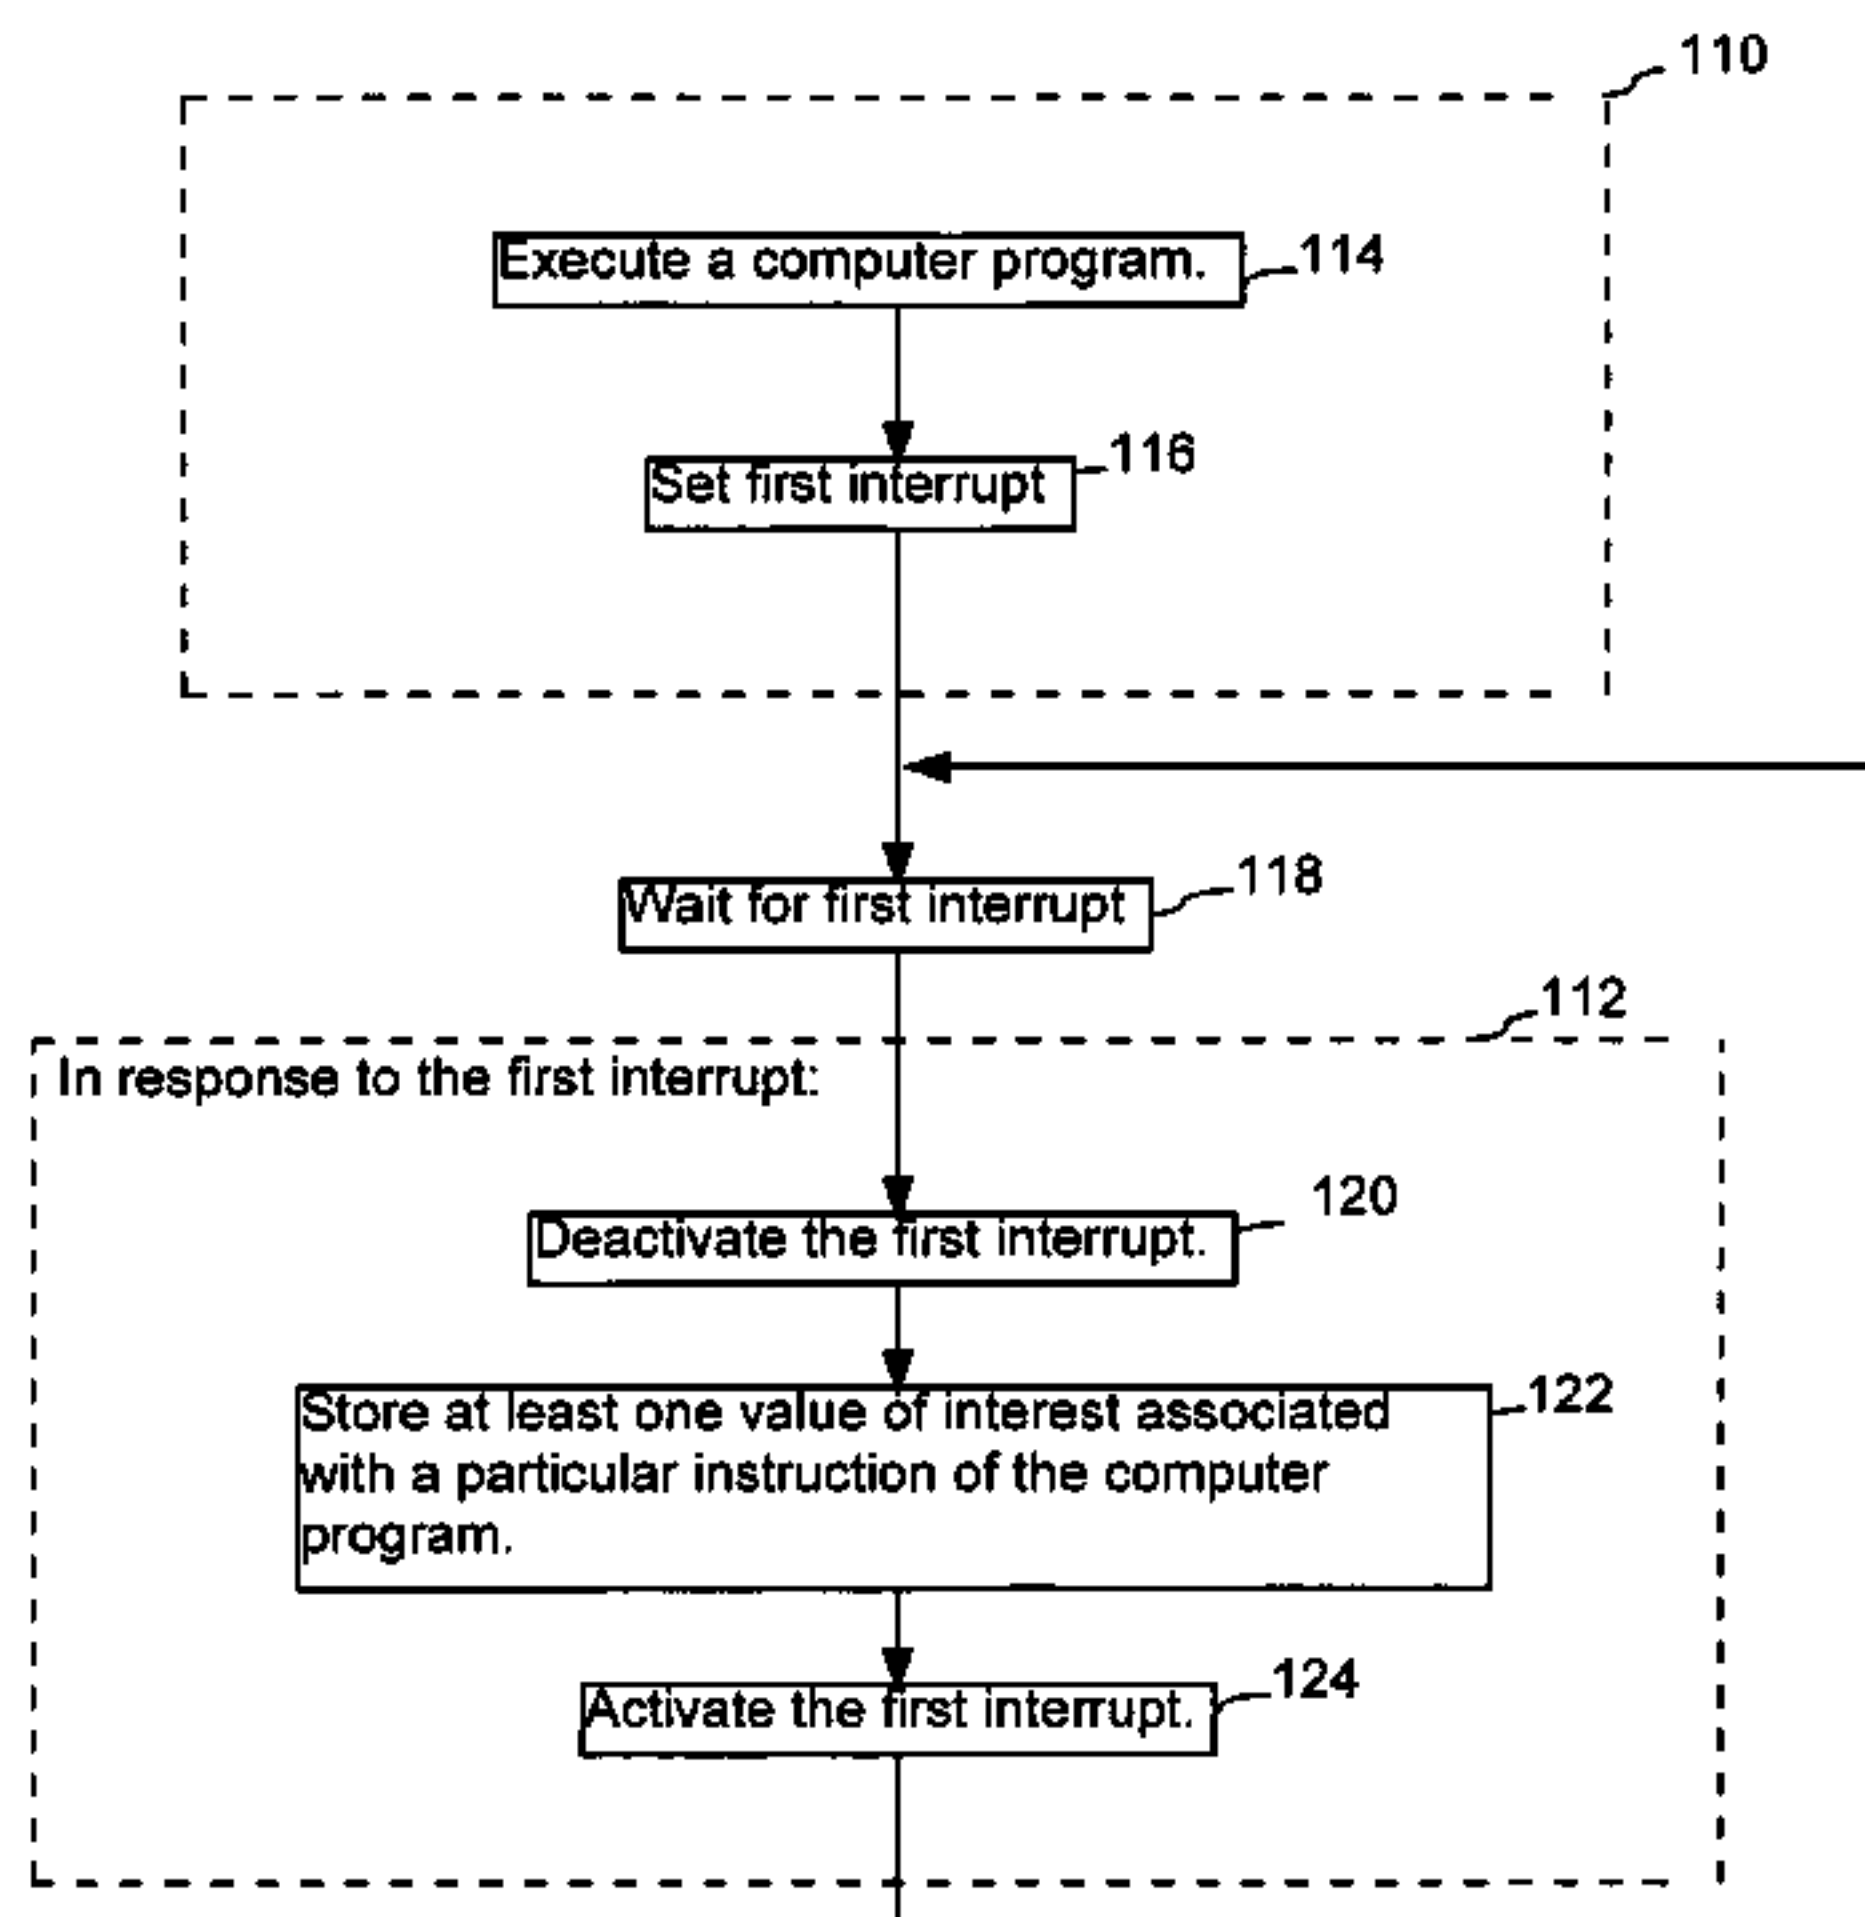 110
Execute a computer program.
114
Set first interrupt
116
Wait for first interrupt
118
112
In response to the first interrupt:
120
Deactivate the first interrupt.
Store at least one value of interest associated
122
with a particular instruction of the computer
program.
Activate the first interrupt.
124